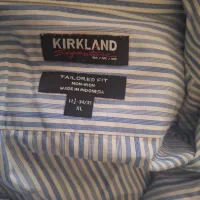 KIRKLAND
Signature
TAILORED FIT
NON-IRON
MADE IN INDONESIA
XL